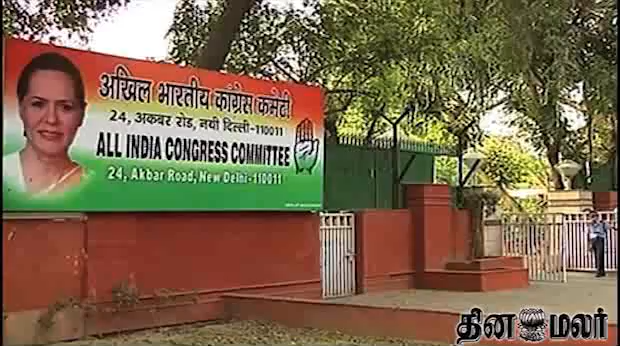 अखिल भारतीय कांग्रेस कमेटी
24, अकबर रोड, नयी दिल्ली-110011
ALL INDIA CONGRESS COMMITTEE
24, Akbar Road, New Delhi-110011
தினமலர்